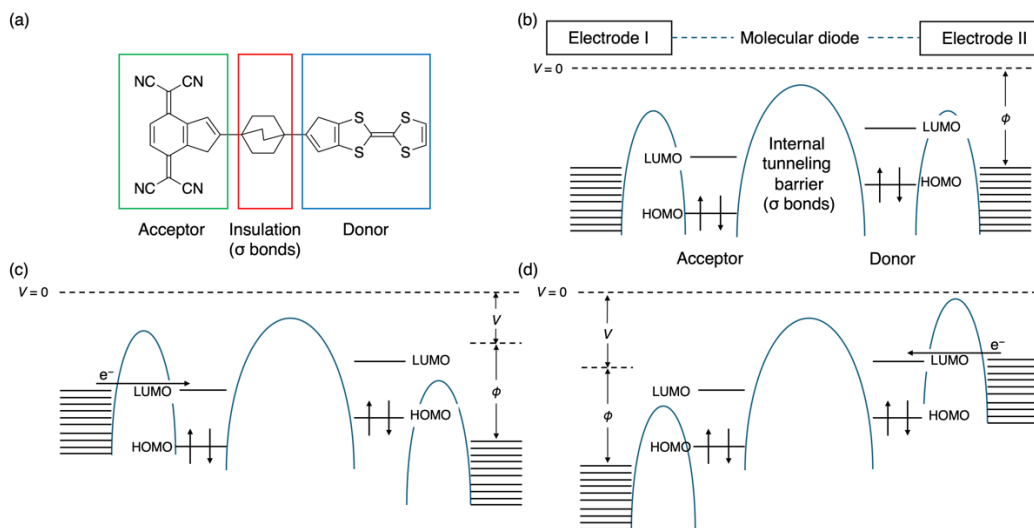 (a)
NC
CN
NC
CN
S
S
S
S
Acceptor
Insulation
(σ bonds)
Donor
(b)
Electrode I
Molecular diode
Electrode II
V = 0
ϕ
LUMO
HOMO
Internal
tunneling
barrier
(σ bonds)
LUMO
HOMO
Acceptor
Donor
(c)
V = 0
V
ϕ
e−
LUMO
HOMO
LUMO
HOMO
(d)
V = 0
V
ϕ
LUMO
HOMO
e−
LUMO
HOMO